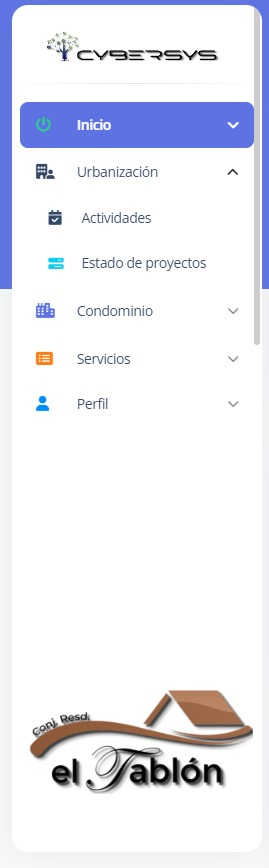 CYBERSYS
Inicio
Urbanización
Actividades
Estado de proyectos
Condominio
Servicios
Perfil
Conj. Resd.
el Tablón